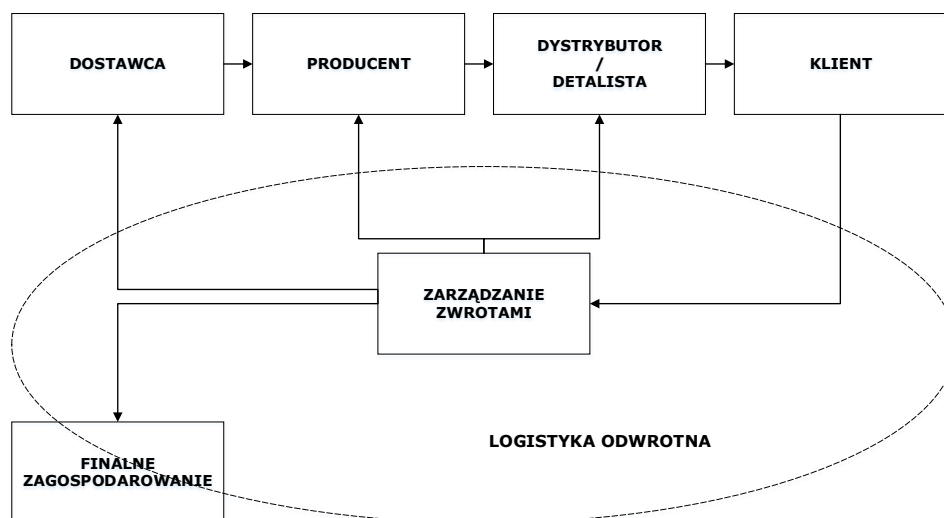 DOSTAWCA
PRODUCENT
DYSTRYBUTOR
/
DETALISTA
KLIENT
ZARZĄDZANIE
ZWROTAMI
LOGISTYKA ODWROTNA
FINALNE
ZAGOSPODAROWANIE